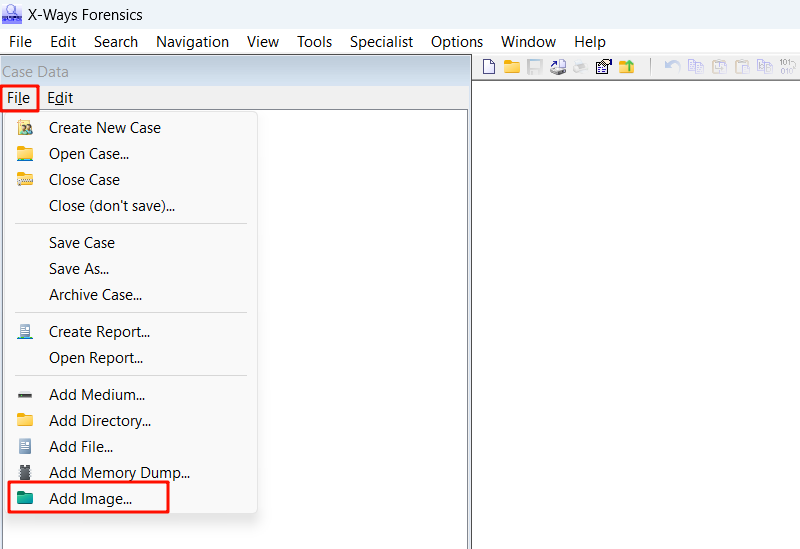 X-Ways Forensics
File Edit Search Navigation View Tools Specialist Options Window Help
Case Data
File Edit
Create New Case
Open Case...
Close Case
Close (don't save)...
Save Case
Save As...
Archive Case...
Create Report...
Open Report...
Add Medium...
Add Directory...
Add File...
Add Memory Dump...
Add Image...